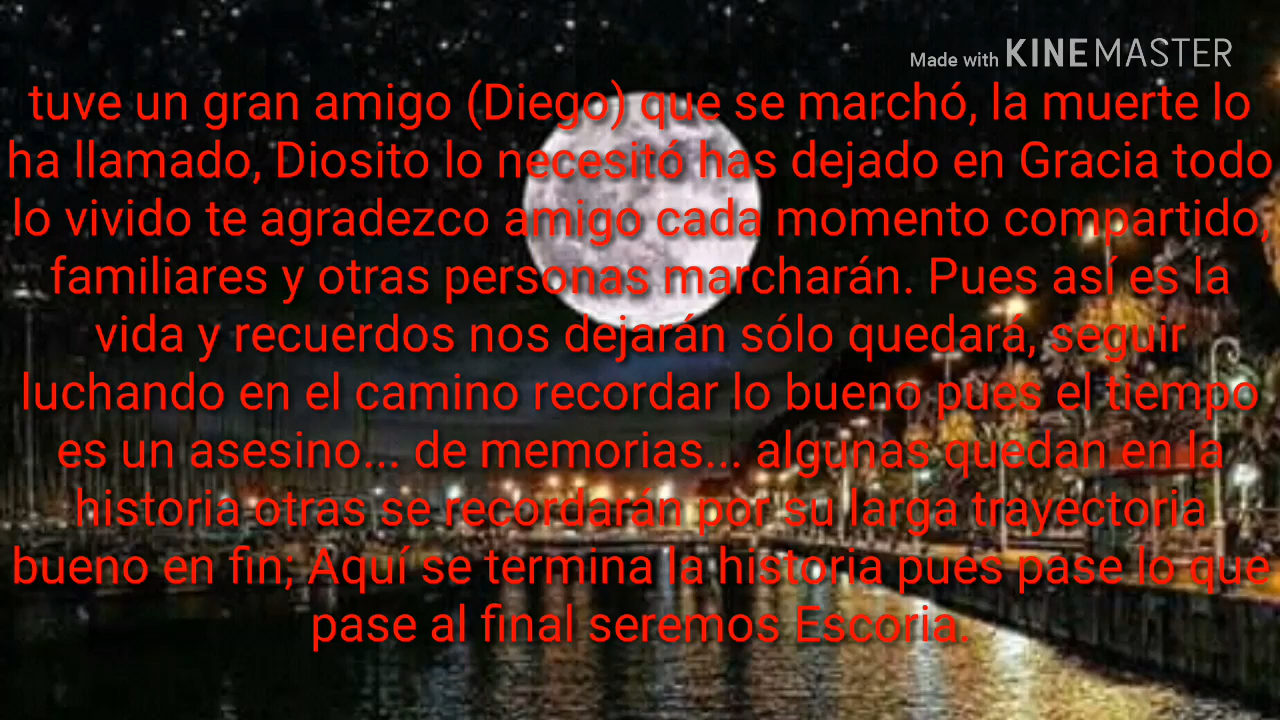 Made with KINEMASTER
tuve un gran amigo (Diego) que se marchó, la muerte lo
ha llamado, Diosito lo necesitó has dejado en Gracia todo
lo vivido te agradezco amigo cada momento compartido,
familiares y otras personas marcharán. Pues así es la
vida y recuerdos nos dejarán sólo quedará, seguir
luchando en el camino recordar lo bueno pues el tiempo
es un asesino... de memorias... algunas quedan en la
historia otras se recordarán por su larga trayectoria
bueno en fin; Aquí se termina la historia pues pase lo que
pase al final seremos Escoria.